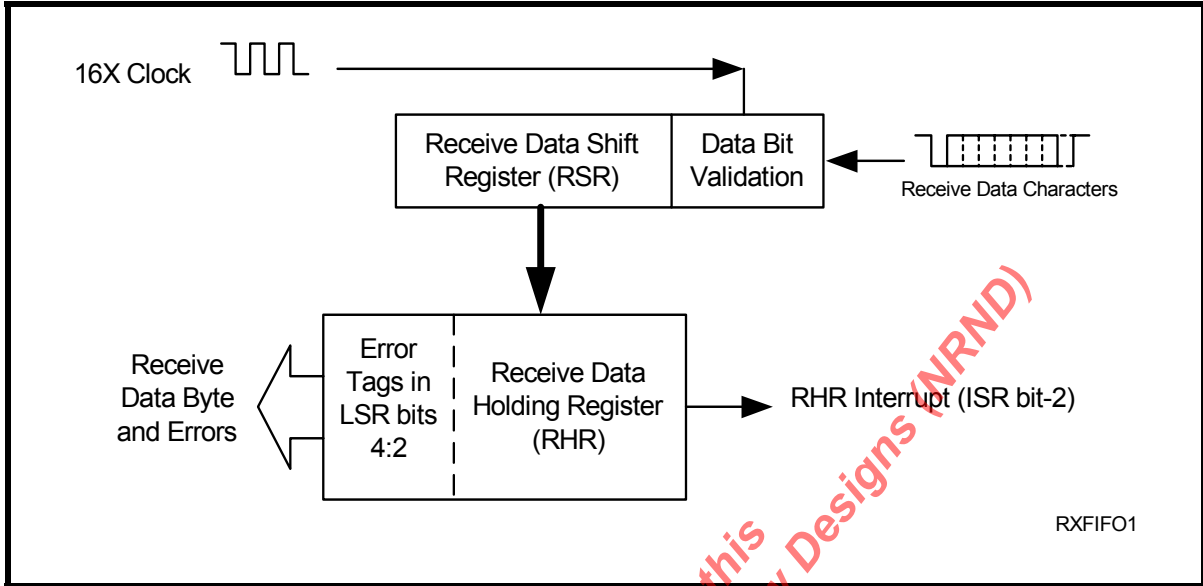 16X Clock
Receive Data Shift
Register (RSR)
Data Bit
Validation
Receive Data Characters
Receive
Data Byte
and Errors
Error
Tags in
LSR bits
4:2
Receive Data
Holding Register
(RHR)
RHR Interrupt (ISR bit-2)
RXFIFO1
this
Designs (NRND)